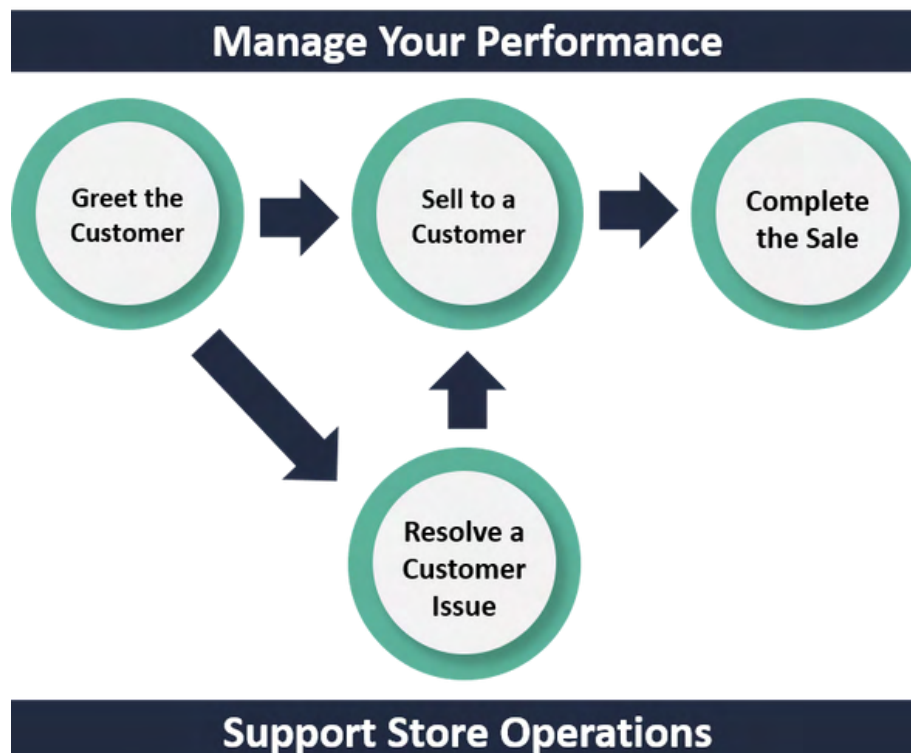 Manage Your Performance
Greet the
Customer
Sell to a
Customer
Complete
the Sale
Resolve a
Customer
Issue
Support Store Operations